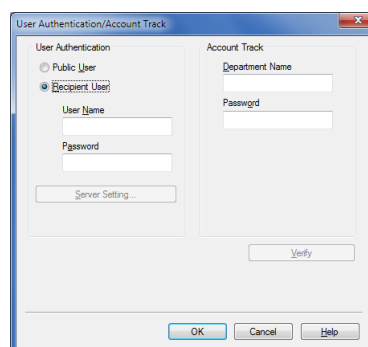 User Authentication/Account Track
x
User Authentication
Public User
Recipient User
User Name
Password
Server Setting...
Account Track
Department Name
Password
Verify
OK
Cancel
Help